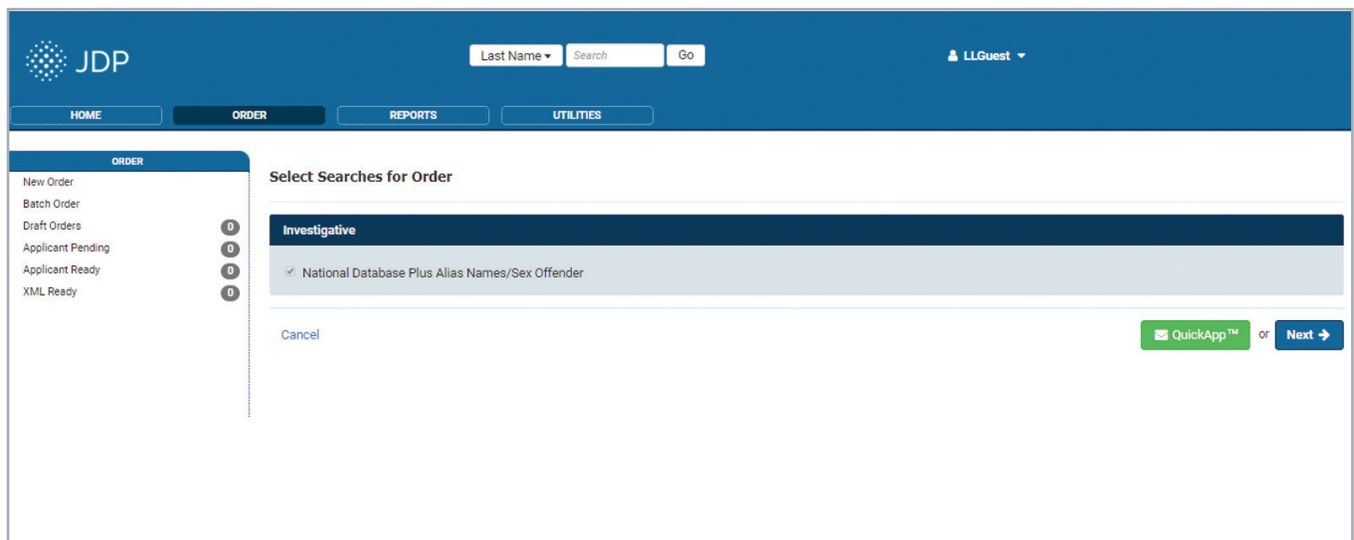 JDP
Last Name Search Go
LLGuest
HOME ORDER REPORTS UTILITIES
ORDER
New Order
Batch Order
Draft Orders 0
Applicant Pending 0
Applicant Ready 0
XML Ready 0
Select Searches for Order
Investigative
National Database Plus Alias Names/Sex Offender
Cancel
QuickApp™ or Next